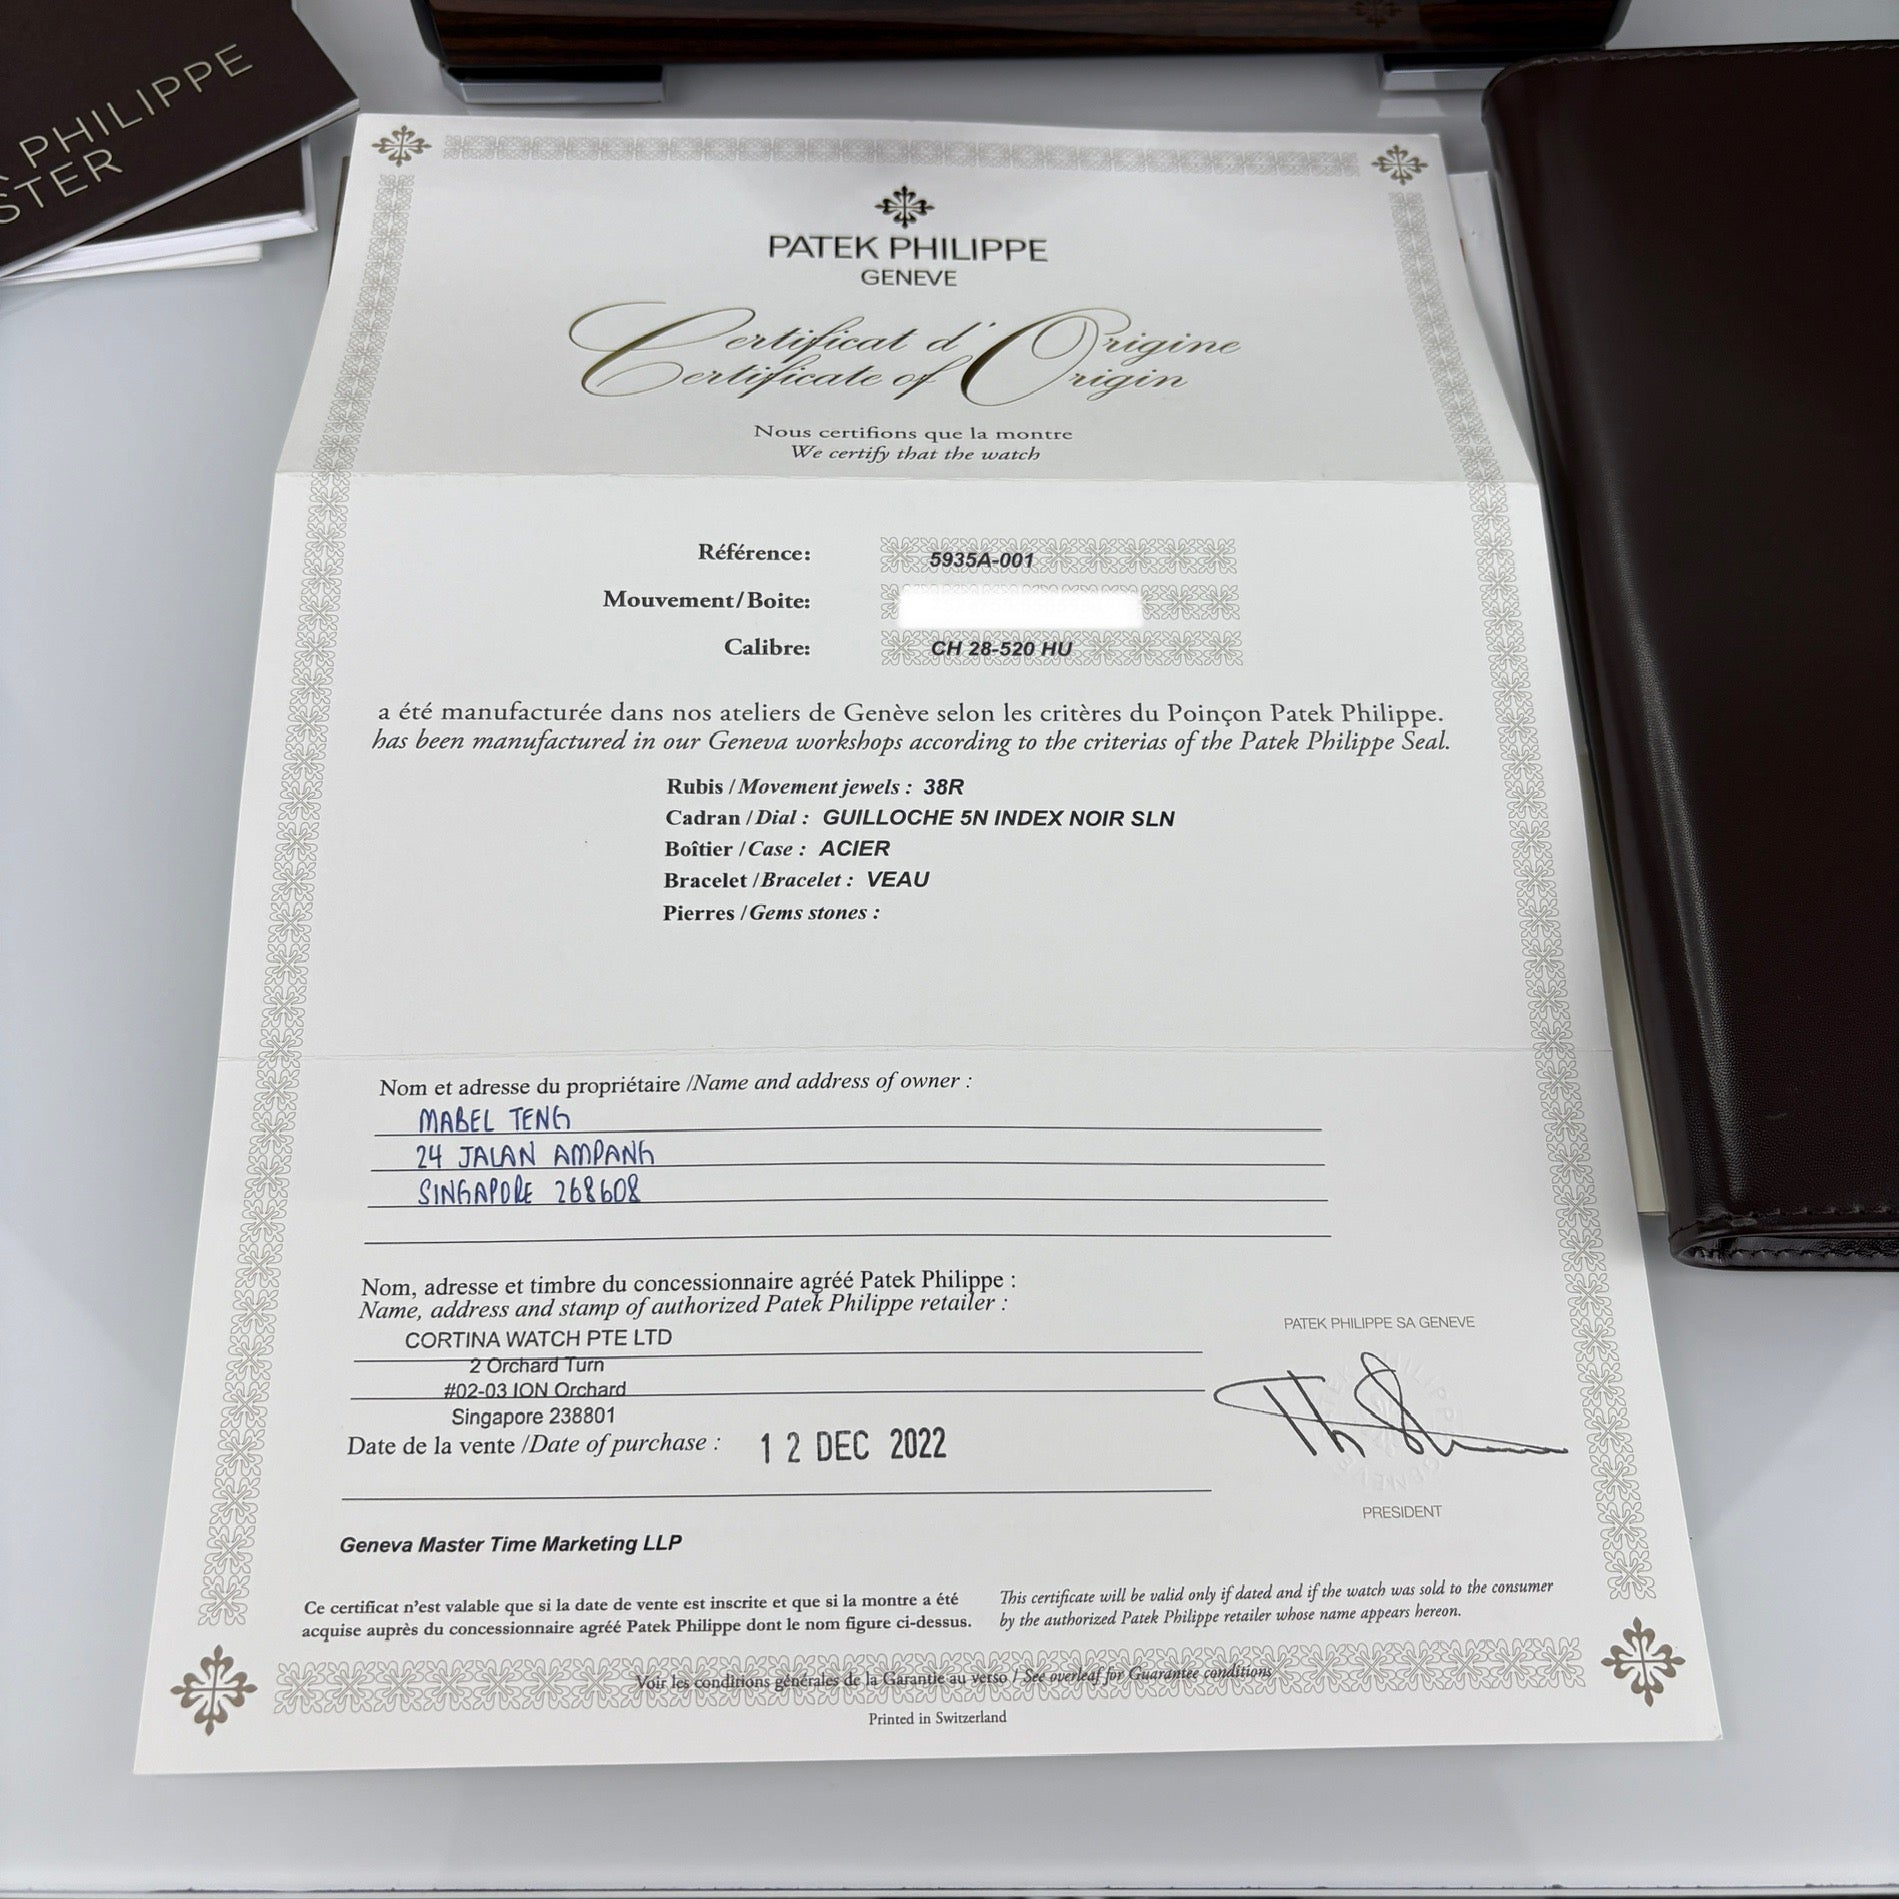 PHILIPPE
STER
PATEK PHILIPPE
GENEVE
Certificat d'Origine
Certificate of Origin
Nous certifions que la montre
We certify that the watch
Référence: 5935A-001
Mouvement/Boite:
Calibre: CH 28-520 HU
a été manufacturée dans nos ateliers de Genève selon les critères du Poinçon Patek Philippe.
has been manufactured in our Geneva workshops according to the criterias of the Patek Philippe Seal.
Rubis / Movement jewels : 38R
Cadran / Dial : GUILLOCHE 5N INDEX NOIR SLN
Boîtier / Case : ACIER
Bracelet / Bracelet : VEAU
Pierres / Gems stones :
Nom et adresse du propriétaire /Name and address of owner :
MABEL TENG
24 JALAN AMPANG
SINGAPORE 268608
Nom, adresse et timbre du concessionnaire agréé Patek Philippe :
Name, address and stamp of authorized Patek Philippe retailer :
CORTINA WATCH PTE LTD
2 Orchard Turn
#02-03 ION Orchard
Singapore 238801
Date de la vente /Date of purchase : 12 DEC 2022
PATEK PHILIPPE SA GENEVE
PRESIDENT
Geneva Master Time Marketing LLP
Ce certificat n'est valable que si la date de vente est inscrite et que si la montre a été
acquise auprès du concessionnaire agréé Patek Philippe dont le nom figure ci-dessus.
This certificate will be valid only if dated and if the watch was sold to the consumer
by the authorized Patek Philippe retailer whose name appears hereon.
Voir les conditions générales de la Garantie au verso / See overleaf for Guarantee conditions
Printed in Switzerland